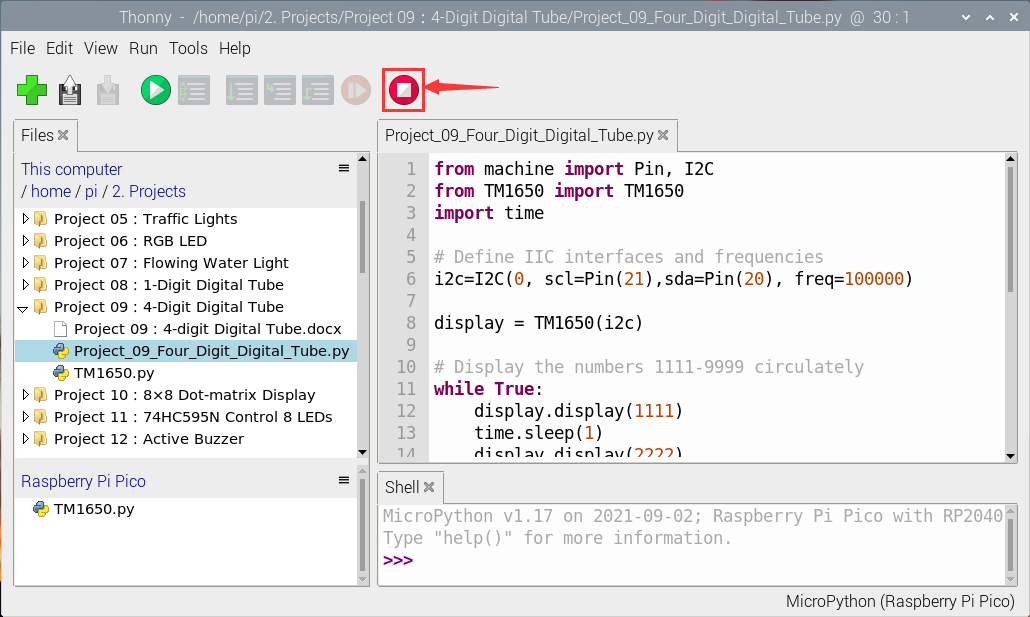 Thonny - /home/pi/2. Projects/Project 09 : 4-Digit Digital Tube/Project_09_Four_Digit_Digital_Tube.py @ 30 : 1
File Edit View Run Tools Help
Files
This computer
/ home / pi / 2. Projects
Project 05 : Traffic Lights
Project 06 : RGB LED
Project 07 : Flowing Water Light
Project 08 : 1-Digit Digital Tube
Project 09 : 4-Digit Digital Tube
Project 09 : 4-digit Digital Tube.docx
Project_09_Four_Digit_Digital_Tube.py
TM1650.py
Project 10 : 8×8 Dot-matrix Display
Project 11 : 74HC595N Control 8 LEDs
Project 12 : Active Buzzer
Raspberry Pi Pico
TM1650.py
Project_09_Four_Digit_Digital_Tube.py
1 from machine import Pin, I2C
2 from TM1650 import TM1650
3 import time
4
5 # Define IIC interfaces and frequencies
6 i2c=I2C(0, scl=Pin(21),sda=Pin(20), freq=100000)
7
8 display = TM1650(i2c)
9
10 # Display the numbers 1111-9999 circulately
11 while True:
12     display.display(1111)
13     time.sleep(1)
14     display.display(2222)
Shell
MicroPython v1.17 on 2021-09-02; Raspberry Pi Pico with RP2040
Type "help()" for more information.
>>>
MicroPython (Raspberry Pi Pico)